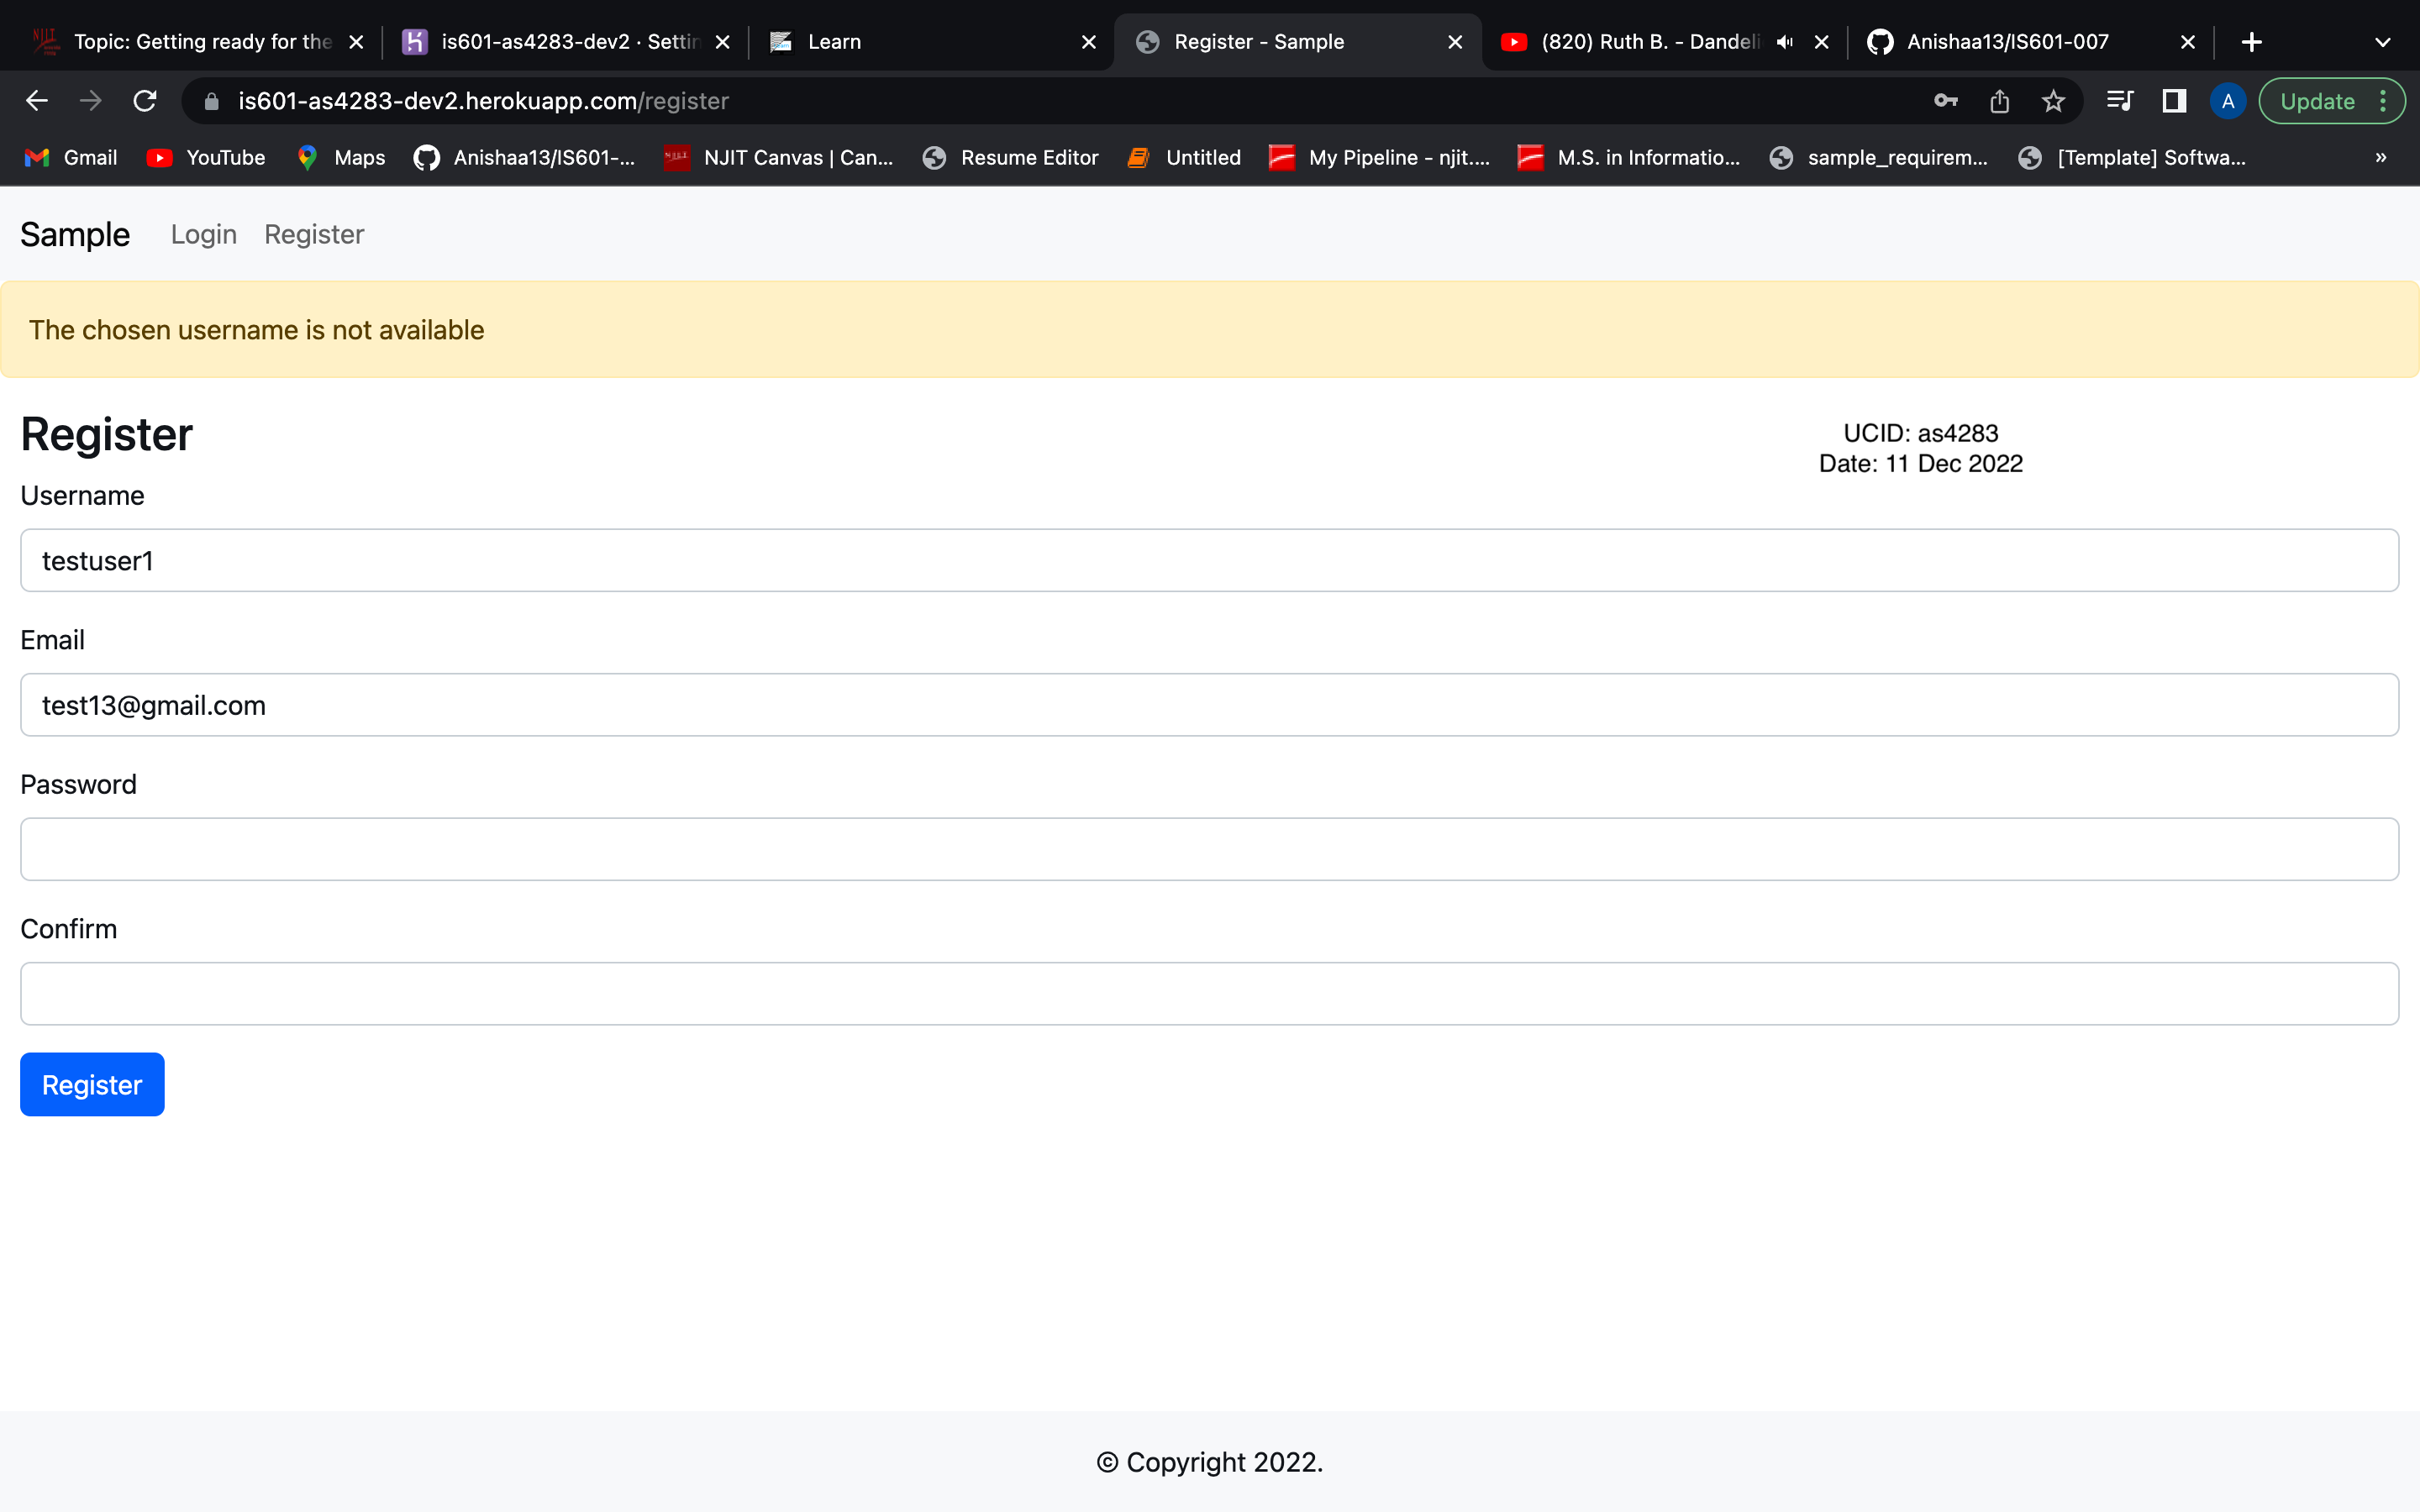 Topic: Getting ready for the
is601-as4283-dev2 · Settin
Learn
Register - Sample
(820) Ruth B. - Dandeli
Anishaa13/IS601-007
is601-as4283-dev2.herokuapp.com/register
A
Update
Gmail
YouTube
Maps
Anishaa13/IS601-...
NJIT Canvas | Can...
Resume Editor
Untitled
My Pipeline - njit....
M.S. in Informatio...
sample_requirem...
[Template] Softwa...
»
Sample
Login
Register
The chosen username is not available
Register
UCID: as4283
Date: 11 Dec 2022
Username
testuser1
Email
test13@gmail.com
Password
Confirm
Register
© Copyright 2022.